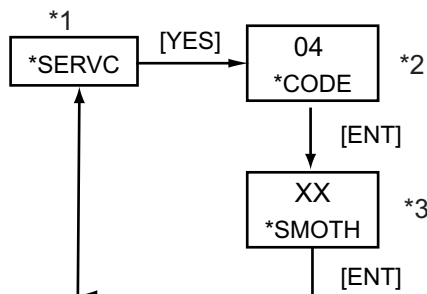 *1
*SERVC
[YES]
04
*CODE
*2
[ENT]
XX
*SMOTH
*3
[ENT]